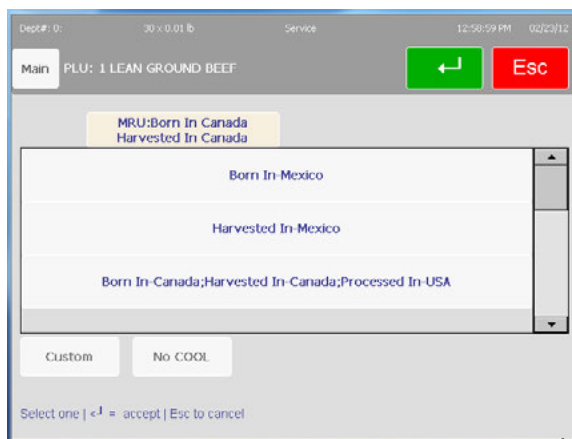 Dept#: 0: 30 x 0.01 lb Service 12:50:59 PM 02/23/12
Main PLU: 1 LEAN GROUND BEEF Esc
MRU:Born In Canada
Harvested In Canada
Born In-Mexico
Harvested In-Mexico
Born In-Canada;Harvested In-Canada;Processed In-USA
Custom No COOL
Select one | ↵ = accept | Esc to cancel